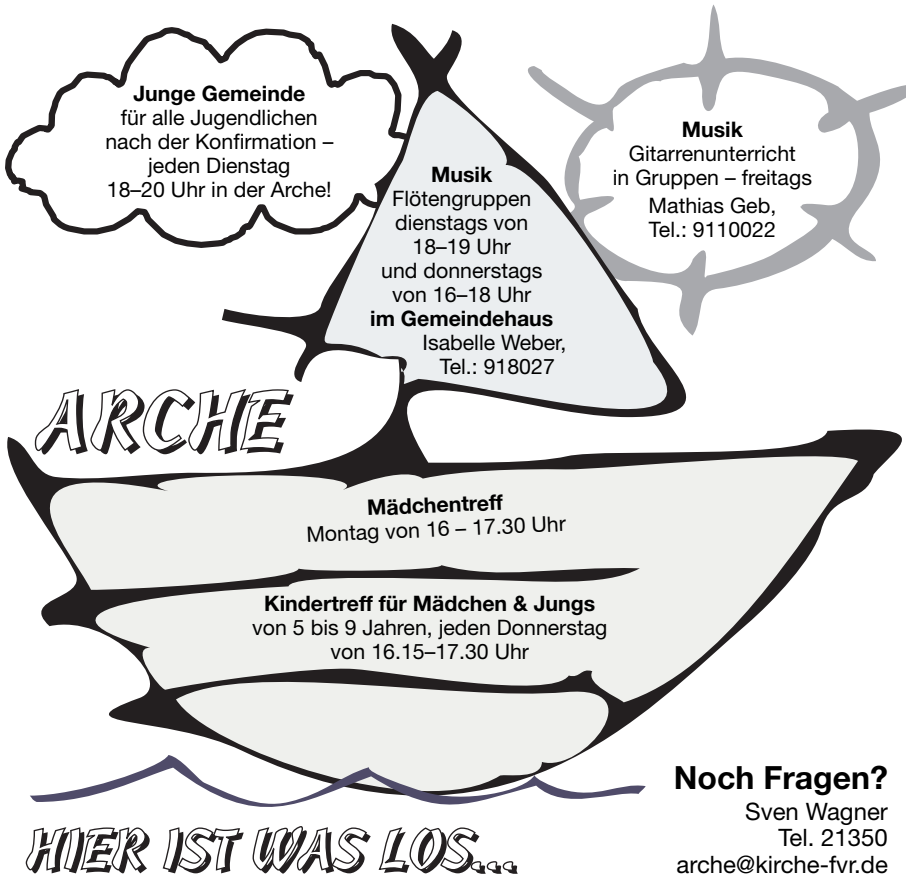 Junge Gemeinde
für alle Jugendlichen
nach der Konfirmation –
jeden Dienstag
18–20 Uhr in der Arche!
Musik
Flötengruppen
dienstags von
18–19 Uhr
und donnerstags
von 16–18 Uhr
im Gemeindehaus
Isabelle Weber,
Tel.: 918027
Musik
Gitarrenunterricht
in Gruppen – freitags
Mathias Geb,
Tel.: 9110022
ARCHE
Mädchentreff
Montag von 16 – 17.30 Uhr
Kindertreff für Mädchen & Jungs
von 5 bis 9 Jahren, jeden Donnerstag
von 16.15–17.30 Uhr
HIER IST WAS LOS...
Noch Fragen?
Sven Wagner
Tel. 21350
arche@kirche-fvr.de